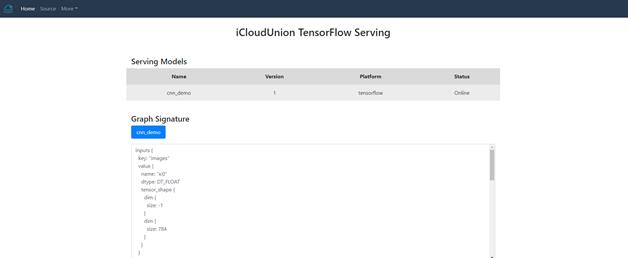 Home Source More
iCloudUnion TensorFlow Serving
Serving Models
Name Version Platform Status
cnn_demo 1 tensorflow Online
Graph Signature
cnn_demo
inputs {
key: "images"
value {
name: "x:0"
dtype: DT_FLOAT
tensor_shape {
dim {
size: -1
}
dim {
size: 784
}
}
}